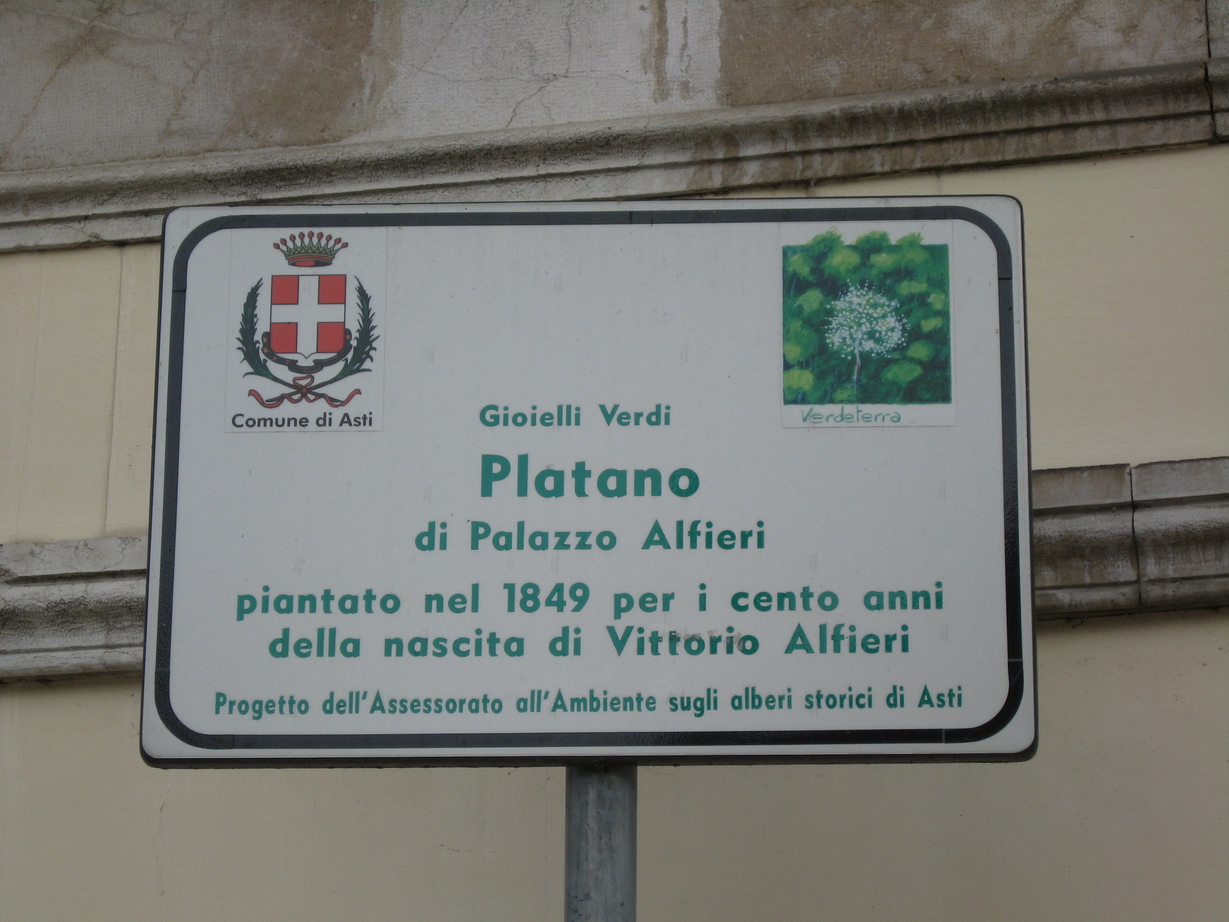 Comune di Asti
Verdeterra
Gioielli Verdi
Platano
di Palazzo Alfieri
piantato nel 1849 per i cento anni
della nascita di Vittorio Alfieri
Progetto dell'Assessorato all'Ambiente sugli alberi storici di Asti